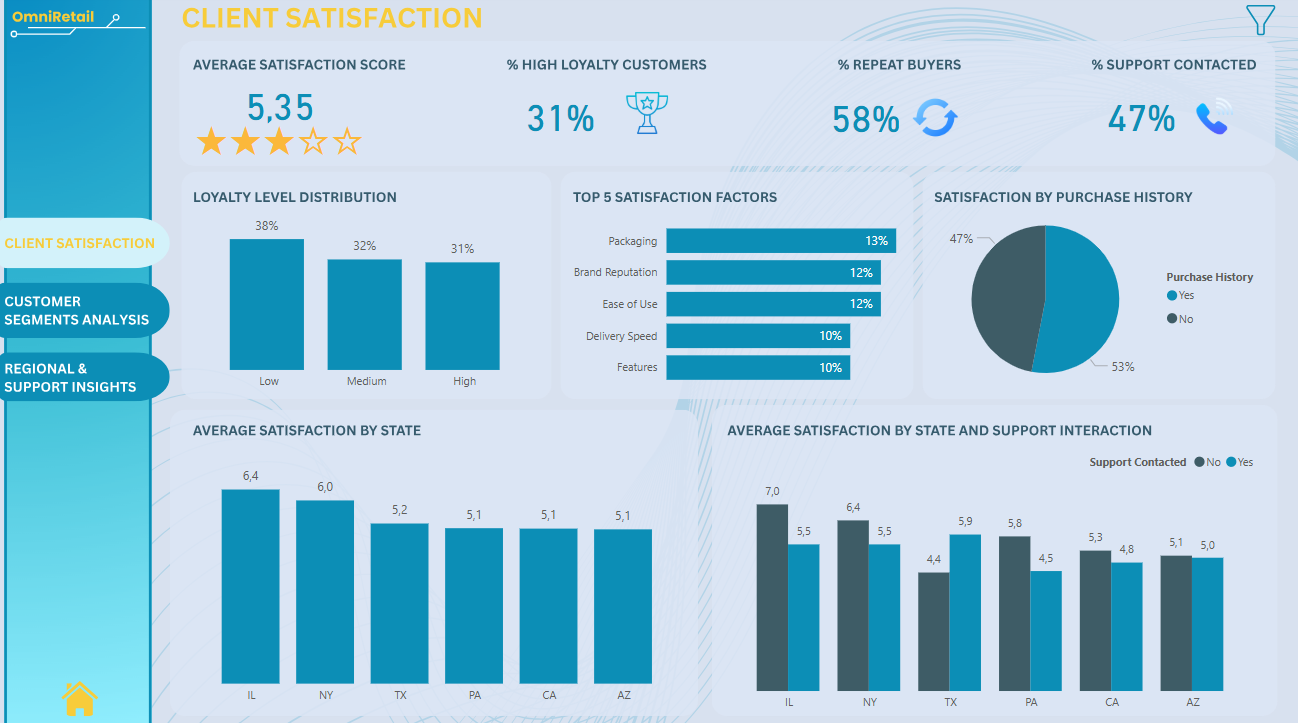 OmniRetail
CLIENT SATISFACTION
AVERAGE SATISFACTION SCORE
5,35
% HIGH LOYALTY CUSTOMERS
31%
% REPEAT BUYERS
58%
% SUPPORT CONTACTED
47%
CLIENT SATISFACTION
CUSTOMER
SEGMENTS ANALYSIS
REGIONAL &
SUPPORT INSIGHTS
LOYALTY LEVEL DISTRIBUTION
38%
32%
31%
Low
Medium
High
TOP 5 SATISFACTION FACTORS
Packaging
13%
Brand Reputation
12%
Ease of Use
12%
Delivery Speed
10%
Features
10%
SATISFACTION BY PURCHASE HISTORY
47%
53%
Purchase History
Yes
No
AVERAGE SATISFACTION BY STATE
6,4
6,0
5,2
5,1
5,1
5,1
IL
NY
TX
PA
CA
AZ
AVERAGE SATISFACTION BY STATE AND SUPPORT INTERACTION
Support Contacted No Yes
7,0
5,5
6,4
5,5
4,4
5,9
5,8
4,5
5,3
4,8
5,1
5,0
IL
NY
TX
PA
CA
AZ